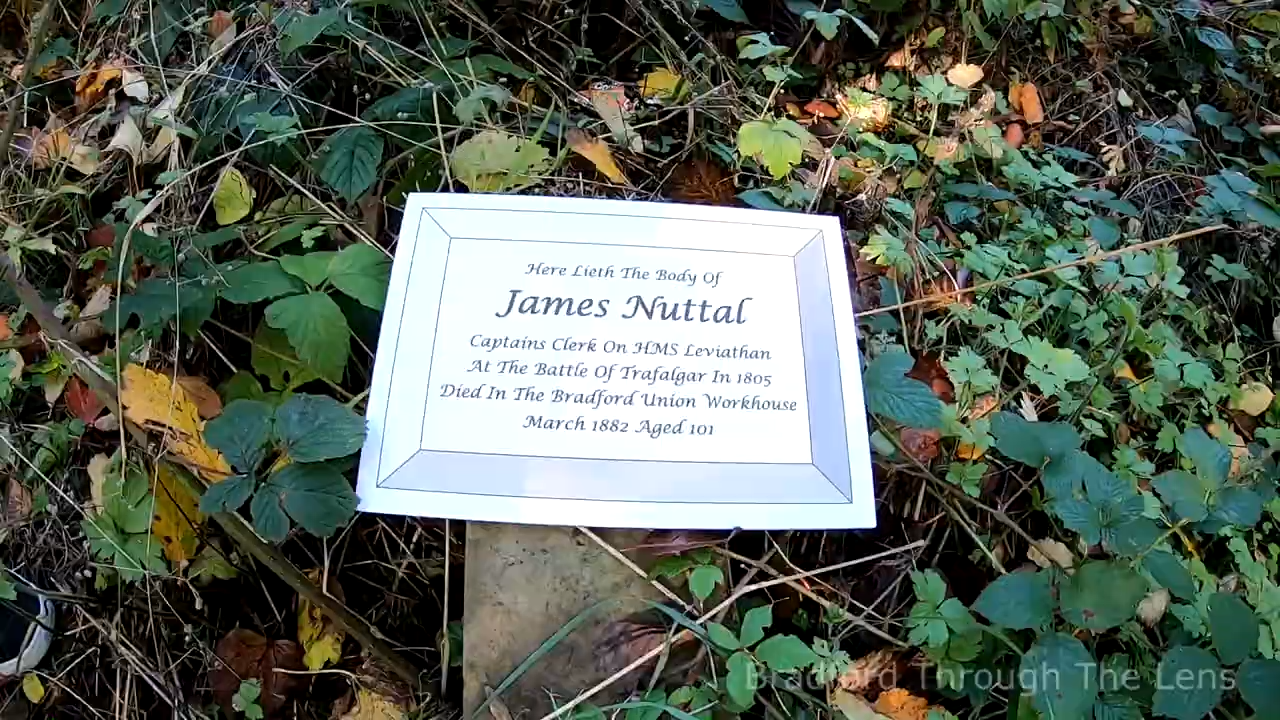 Here Lieth The Body Of
James Nuttal
Captains Clerk On HMS Leviathan
At The Battle Of Trafalgar In 1805
Died In The Bradford Union Workhouse
March 1882 Aged 101
Bradford Through The Lens